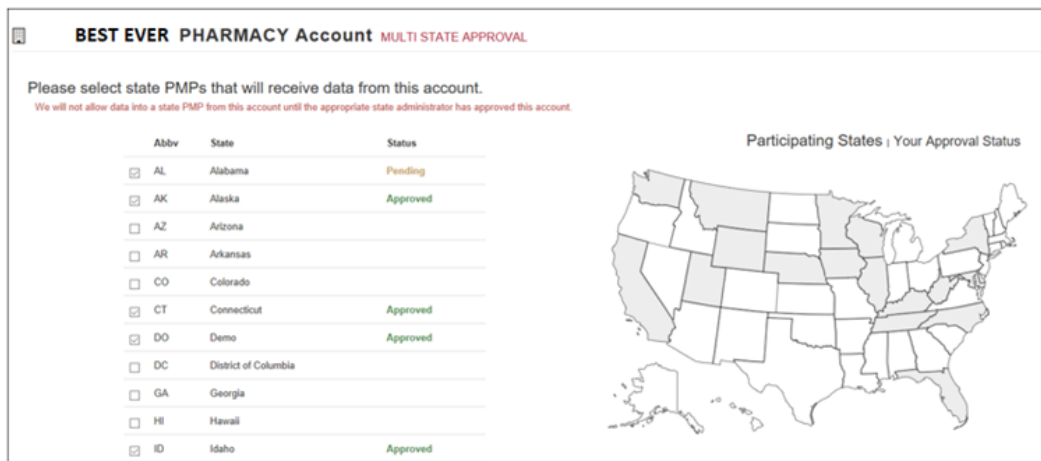 BEST EVER PHARMACY Account MULTI STATE APPROVAL
Please select state PMPs that will receive data from this account.
We will not allow data into a state PMP from this account until the appropriate state administrator has approved this account.
Abbv State Status
AL Alabama Pending
AK Alaska Approved
AZ Arizona
AR Arkansas
CO Colorado
CT Connecticut Approved
DO Demo Approved
DC District of Columbia
GA Georgia
HI Hawaii
ID Idaho Approved
Participating States | Your Approval Status